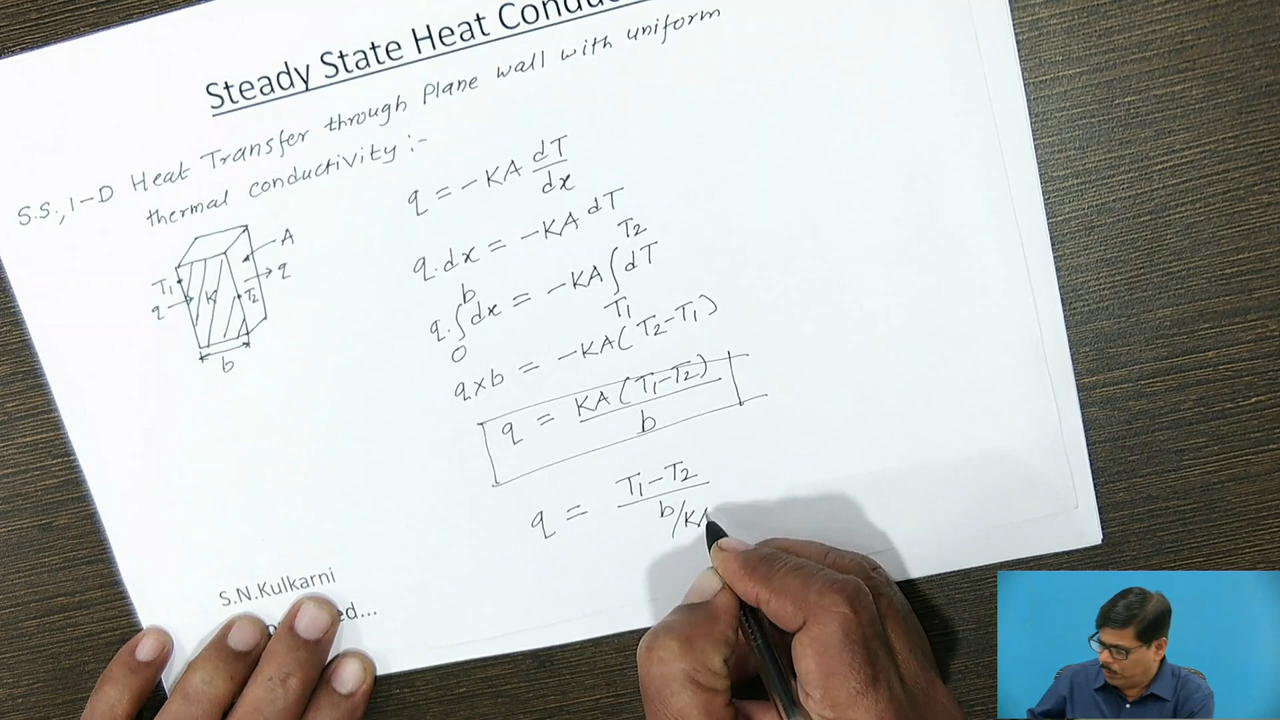 Steady State Heat
S.S., 1-D Heat Transfer through plane wall with uniform
thermal conductivity :-
A
T1
q
K
T2
q
b
q = -KA dT/dx
q.dx = -KA dT
q.∫₀ᵇ dx = -KA ∫T1^T2 dT
q×b = -KA(T2-T1)
q = KA(T1-T2)/b
q = (T1-T2)/(b/KA)
S.N.Kulkarni